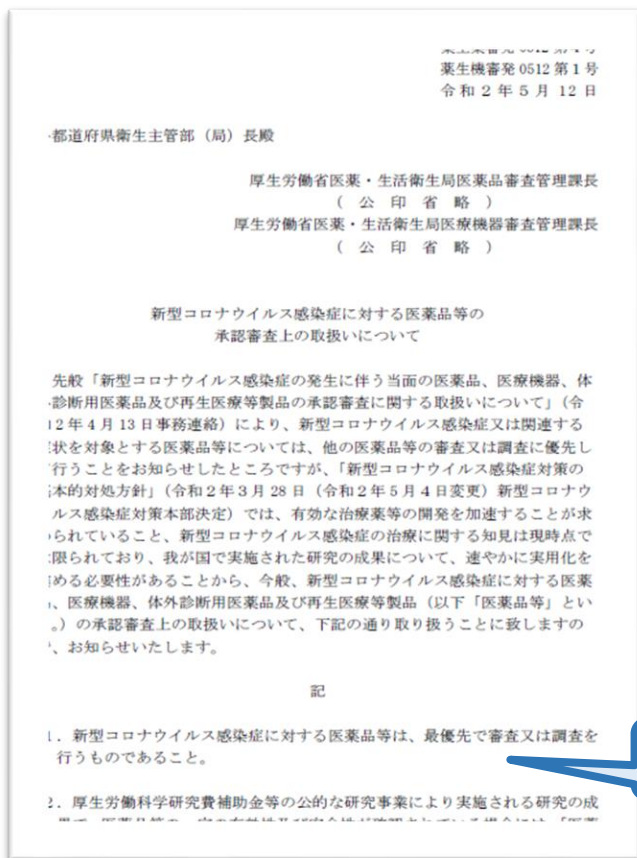 薬生機審発 0512 第 1 号
令和 2 年 5 月 12 日
都道府県衛生主管部（局）長殿
厚生労働省医薬・生活衛生局医薬品審査管理課長
（ 公 印 省 略 ）
厚生労働省医薬・生活衛生局医療機器審査管理課長
（ 公 印 省 略 ）
新型コロナウイルス感染症に対する医薬品等の
承認審査上の取扱いについて
先般「新型コロナウイルス感染症の発生に伴う当面の医薬品、医療機器、体
診断用医薬品及び再生医療等製品の承認審査に関する取扱いについて」（令
2 年 4 月 13 日事務連絡）により、新型コロナウイルス感染症又は関連する
状を対象とする医薬品等については、他の医薬品等の審査又は調査に優先し
行うことをお知らせしたところですが、「新型コロナウイルス感染症対策の
本的対処方針」（令和 2 年 3 月 28 日（令和 2 年 5 月 4 日変更）新型コロナウ
ルス感染症対策本部決定）では、有効な治療薬等の開発を加速することが求
られていること、新型コロナウイルス感染症の治療に関する知見は現時点で
限られており、我が国で実施された研究の成果について、速やかに実用化を
める必要性があることから、今般、新型コロナウイルス感染症に対する医薬
、医療機器、体外診断用医薬品及び再生医療等製品（以下「医薬品等」とい
。）の承認審査上の取扱いについて、下記の通り取り扱うことに致しますの
、お知らせいたします。
記
1．新型コロナウイルス感染症に対する医薬品等は、最優先で審査又は調査を
行うものであること。
2．厚生労働科学研究費補助金等の公的な研究事業により実施される研究の成